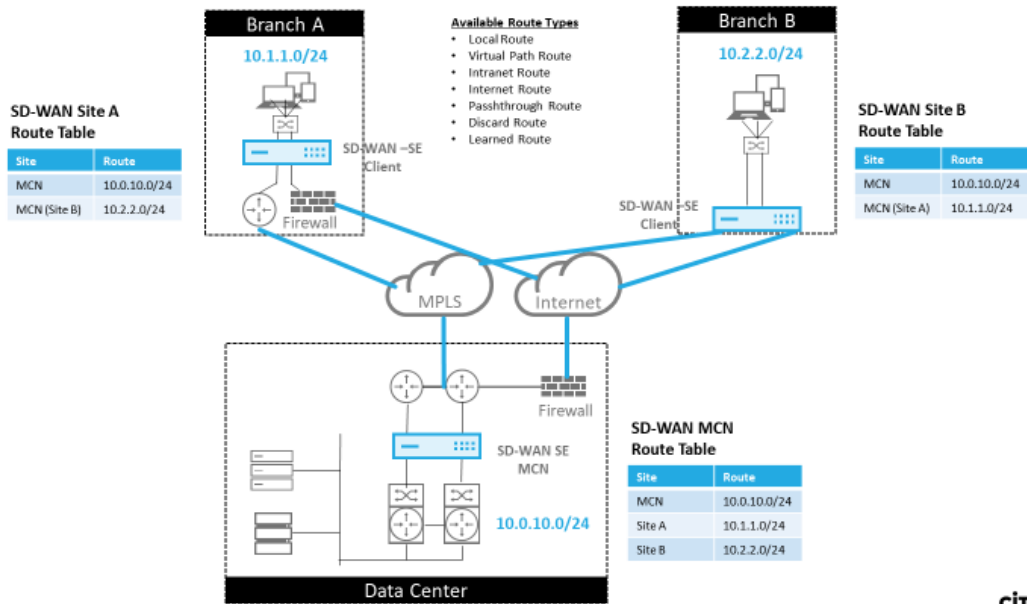 Branch A
10.1.1.0/24
SD-WAN –SE
Client
Firewall
Available Route Types
• Local Route
• Virtual Path Route
• Intranet Route
• Internet Route
• Passhthrough Route
• Discard Route
• Learned Route
Branch B
10.2.2.0/24
SD-WAN –SE
Client
SD-WAN Site A
Route Table
Site Route
MCN 10.0.10.0/24
MCN (Site B) 10.2.2.0/24
SD-WAN Site B
Route Table
Site Route
MCN 10.0.10.0/24
MCN (Site A) 10.1.1.0/24
MPLS
Internet
Firewall
SD-WAN SE
MCN
10.0.10.0/24
Data Center
SD-WAN MCN
Route Table
Site Route
MCN 10.0.10.0/24
Site A 10.1.1.0/24
Site B 10.2.2.0/24